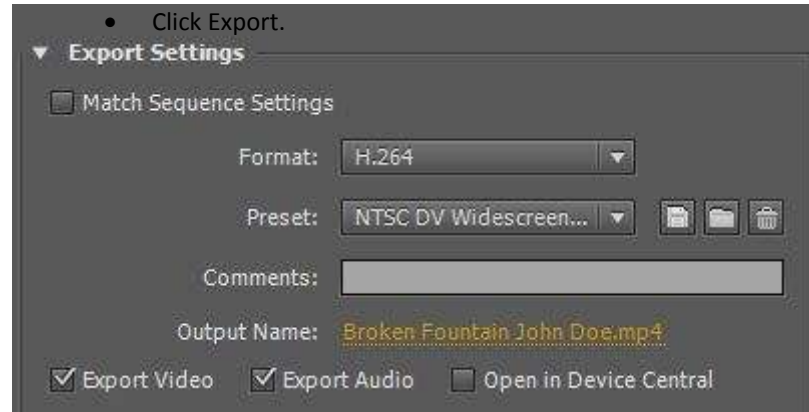 • Click Export.
Export Settings
Match Sequence Settings
Format: H.264
Preset: NTSC DV Widescreen...
Comments:
Output Name: Broken Fountain John Doe.mp4
Export Video Export Audio Open in Device Central